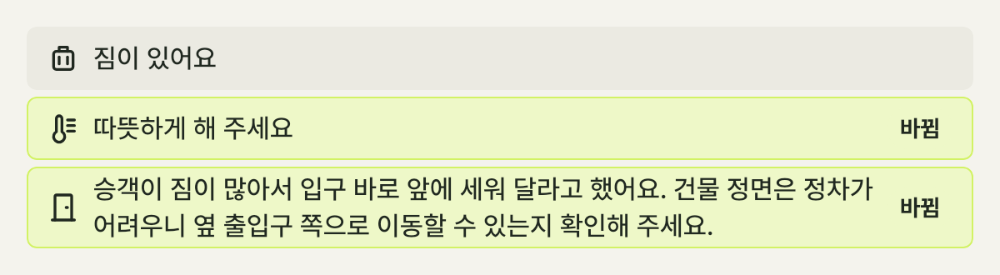 짐이 있어요
따뜻하게 해 주세요
바뀜
승객이 짐이 많아서 입구 바로 앞에 세워 달라고 했어요. 건물 정면은 정차가
어려우니 옆 출입구 쪽으로 이동할 수 있는지 확인해 주세요.
바뀜